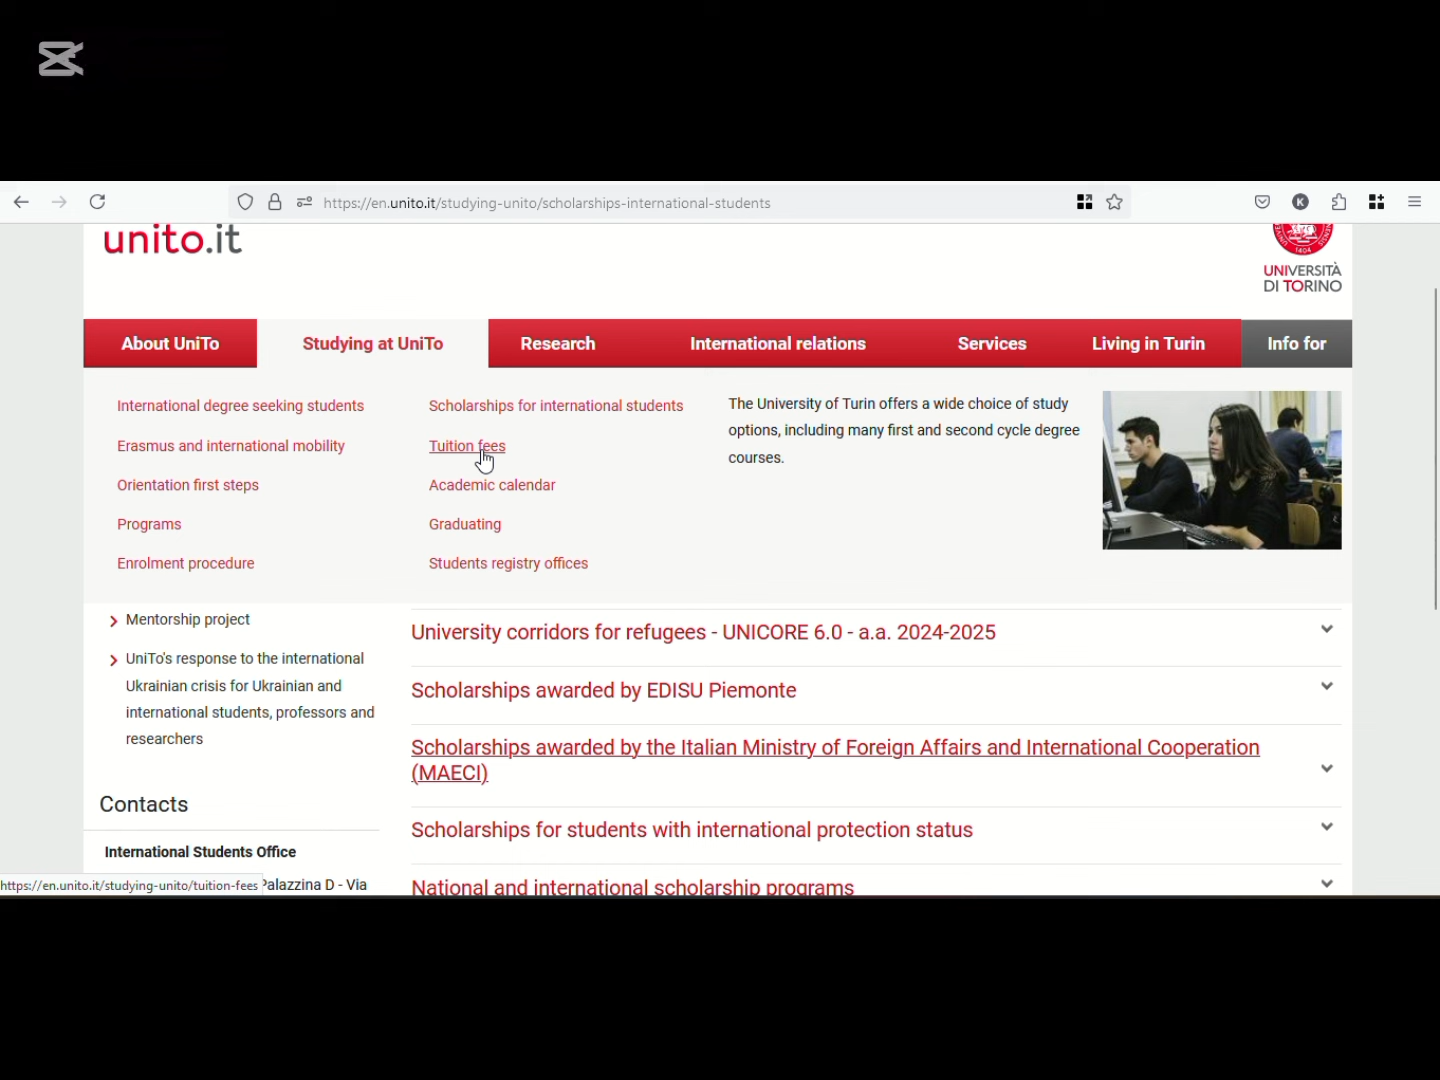 https://en.unito.it/studying-unito/scholarships-international-students
K
unito.it
1404
UNIVERSITÀ
DI TORINO
About UniTo
Studying at UniTo
Research
International relations
Services
Living in Turin
Info for
International degree seeking students
Erasmus and international mobility
Orientation first steps
Programs
Enrolment procedure
Scholarships for international students
Tuition fees
Academic calendar
Graduating
Students registry offices
The University of Turin offers a wide choice of study
options, including many first and second cycle degree
courses.
Mentorship project
UniTo's response to the international
Ukrainian crisis for Ukrainian and
international students, professors and
researchers
Contacts
International Students Office
Palazzina D - Via
University corridors for refugees - UNICORE 6.0 - a.a. 2024-2025
Scholarships awarded by EDISU Piemonte
Scholarships awarded by the Italian Ministry of Foreign Affairs and International Cooperation
(MAECI)
Scholarships for students with international protection status
National and international scholarship programs
https://en.unito.it/studying-unito/tuition-fees